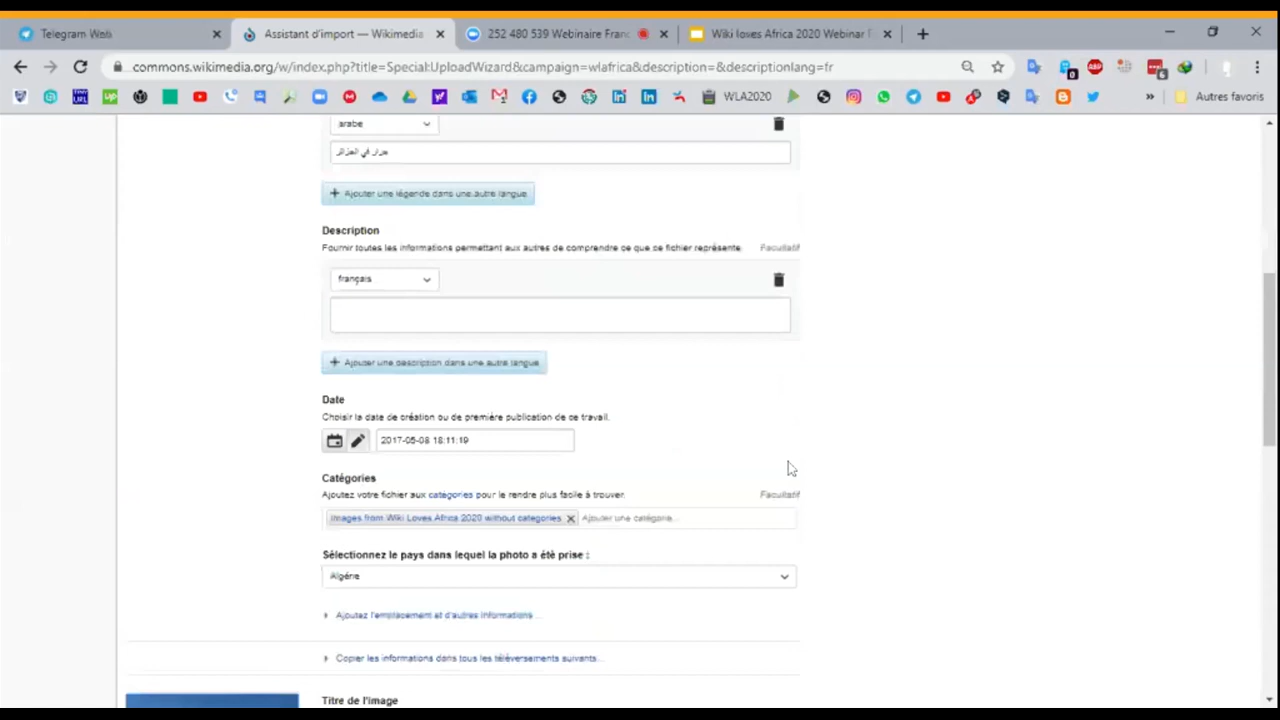 Telegram Web
Assistant d'import — Wikimedia
252 480 539 Webinaire Franc
Wiki loves Africa 2020 Webinar
commons.wikimedia.org/w/index.php?title=Special:UploadWizard&campaign=wlafrica&description=&descriptionlang=fr
WLA2020
» Autres favoris
arabe
في الجزائر
+ Ajouter une légende dans une autre langue
Description
Fournir toutes les informations permettant aux autres de comprendre ce que ce fichier représente. Facultatif
français
+ Ajouter une description dans une autre langue
Date
Choisir la date de création ou de première publication de ce travail.
2017-05-08 18:11:19
Catégories
Ajoutez votre fichier aux catégories pour le rendre plus facile à trouver. Facultatif
Images from Wiki Loves Africa 2020 without categories Ajouter une catégorie...
Sélectionnez le pays dans lequel la photo a été prise :
Algérie
Ajoutez l'emplacement et d'autres informations ...
Copier les informations dans tous les téléversements suivants...
Titre de l'image